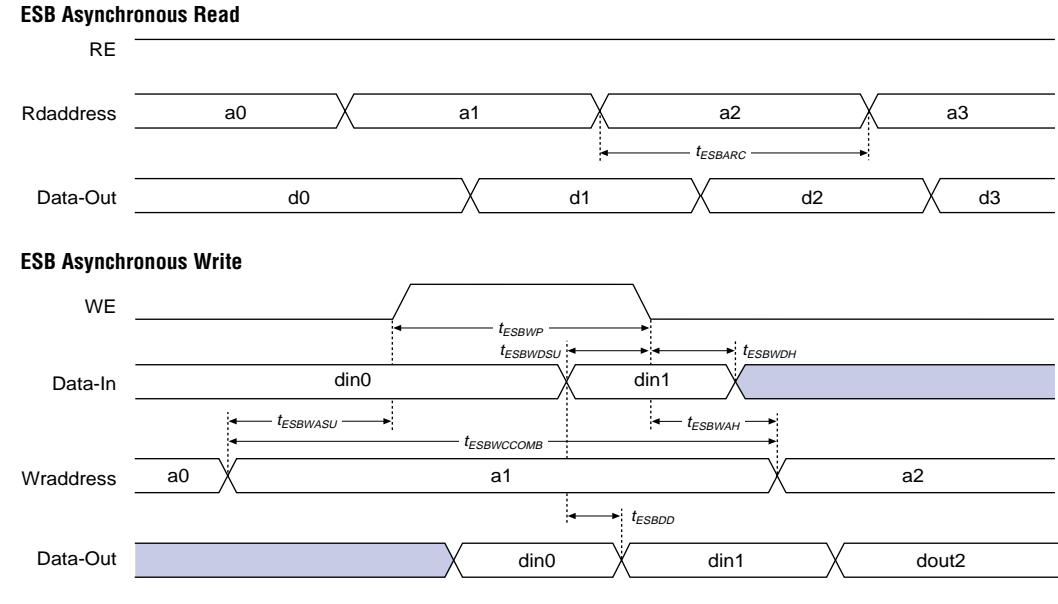 ESB Asynchronous Read
RE
Rdaddress a0 a1 a2 a3
tESBARC
Data-Out d0 d1 d2 d3
ESB Asynchronous Write
WE
tESBWP
tESBWDSU tESBWDH
Data-In din0 din1
tESBWASU tESBWAH
tESBWCCOMB
Wraddress a0 a1 a2
tESBDD
Data-Out din0 din1 dout2